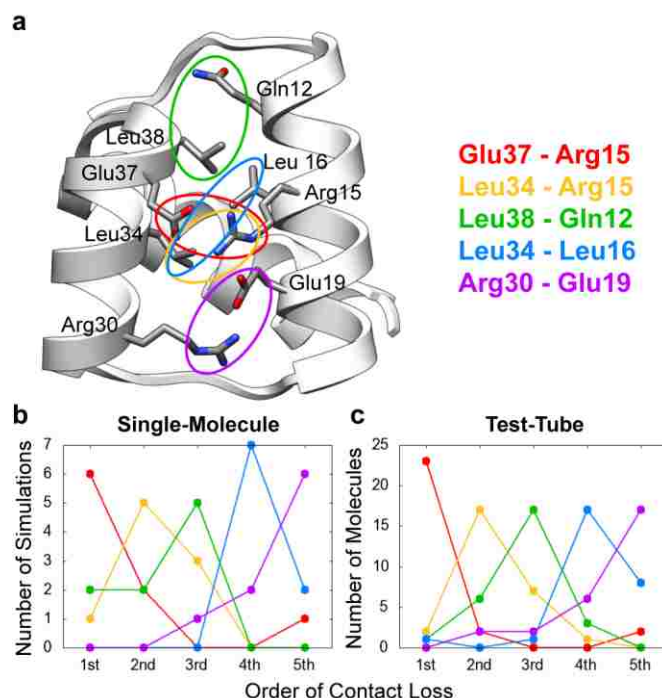 a
Gln12
Leu38
Glu37
Leu 16
Arg15
Leu34
Glu19
Arg30
Glu37 - Arg15
Leu34 - Arg15
Leu38 - Gln12
Leu34 - Leu16
Arg30 - Glu19
b
Single-Molecule
Number of Simulations
7
6
5
4
3
2
1
0
1st 2nd 3rd 4th 5th
c
Test-Tube
Number of Molecules
25
20
15
10
5
0
1st 2nd 3rd 4th 5th
Order of Contact Loss